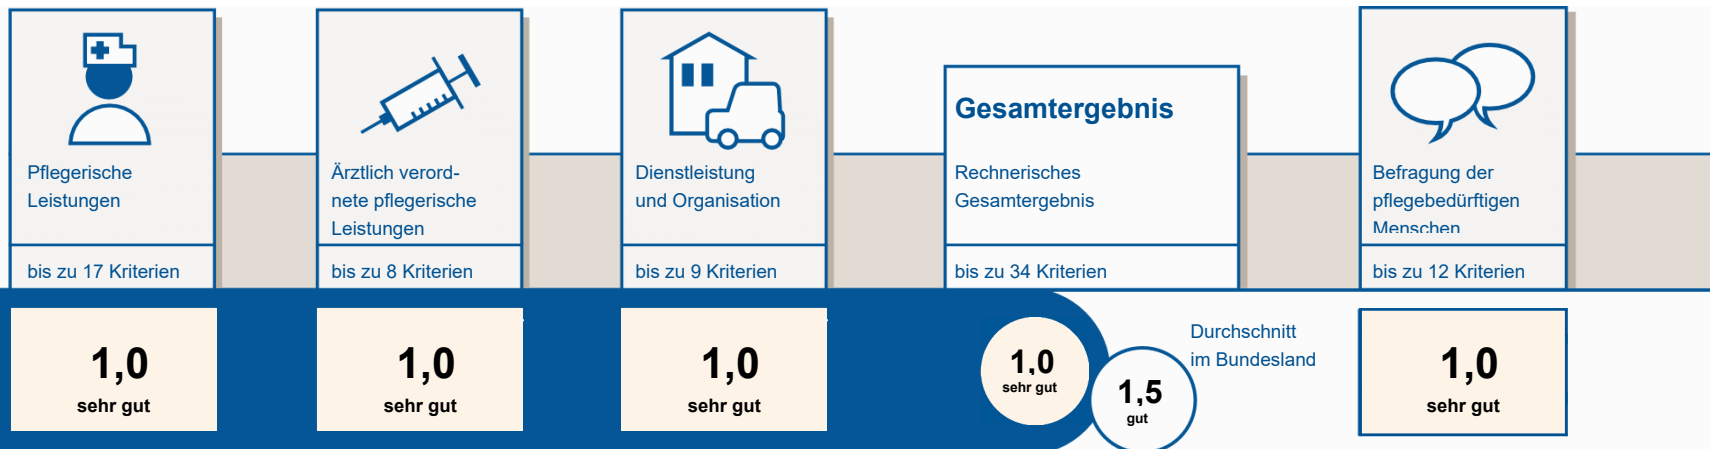 Pflegerische
Leistungen
bis zu 17 Kriterien
1,0
sehr gut
Ärztlich verord-
nete pflegerische
Leistungen
bis zu 8 Kriterien
1,0
sehr gut
Dienstleistung
und Organisation
bis zu 9 Kriterien
1,0
sehr gut
Gesamtergebnis
Rechnerisches
Gesamtergebnis
bis zu 34 Kriterien
1,0
sehr gut
1,5
gut
Durchschnitt
im Bundesland
Befragung der
pflegebedürftigen
Menschen
bis zu 12 Kriterien
1,0
sehr gut